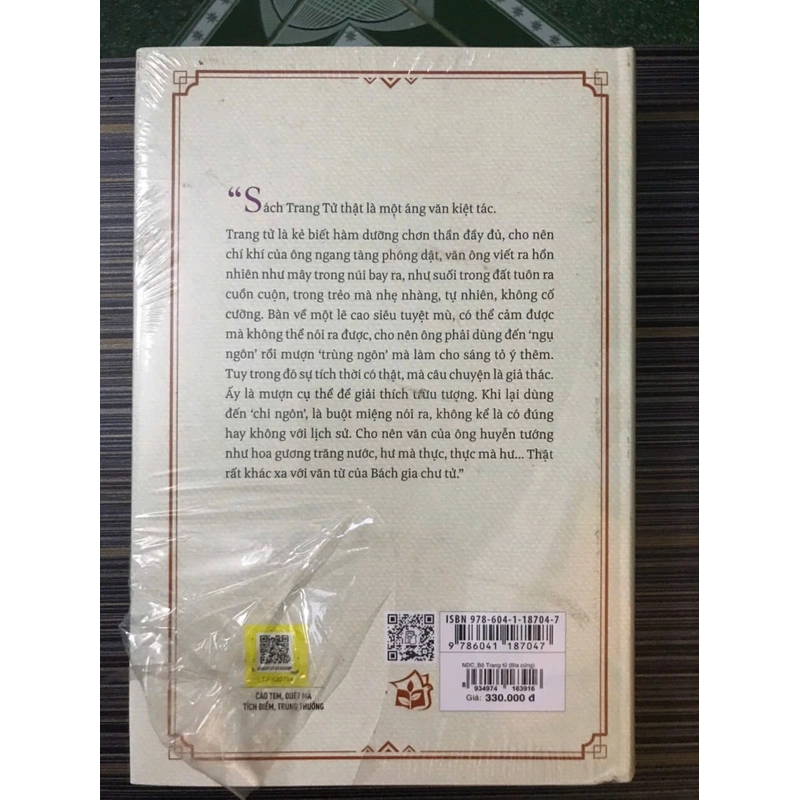 “Sách Trang Tử thật là một áng văn kiệt tác.
Trang tử là kẻ biết hàm dưỡng chơn thần đầy đủ, cho nên
chí khí của ông ngang tàng phóng dật, văn ông viết ra hồn
nhiên như mây trong núi bay ra, như suối trong đất tuôn ra
cuồn cuộn, trong trẻo mà nhẹ nhàng, tự nhiên, không cố
cưỡng. Bàn về một lẽ cao siêu tuyệt mù, có thể cảm được
mà không thể nói ra được, cho nên ông phải dùng đến ‘ngụ
ngôn’ rồi mượn ‘trùng ngôn’ mà làm cho sáng tỏ ý thêm.
Tuy trong đó sự tích thời có thật, mà câu chuyện là giả thác.
Ấy là mượn cụ thể để giải thích trừu tượng. Khi lại dùng
đến ‘chi ngôn’, là buột miệng nói ra, không kể là có đúng
hay không với lịch sử. Cho nên văn của ông huyễn tướng
như hoa gương trăng nước, hư mà thực, thực mà hư... Thật
rất khác xa với văn từ của Bách gia chư tử.”
ISBN 978-604-1-18704-7
9 786041 187047
NDC_Bộ Trang tử (Bìa cứng)
8 934974 163916
Giá: 330.000 đ
CÀO TEM, QUÉT MÃ
TÍCH ĐIỂM, TRÚNG THƯỞNG